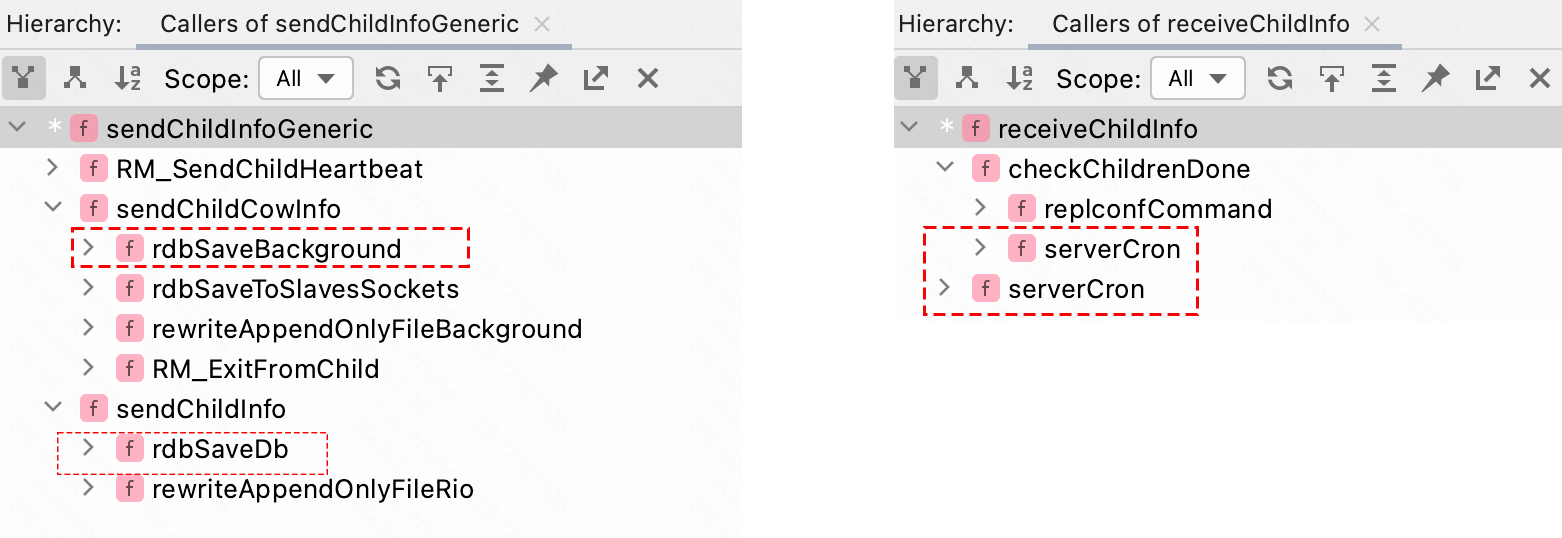 Hierarchy: Callers of sendChildInfoGeneric
Scope: All
* f sendChildInfoGeneric
f RM_SendChildHeartbeat
f sendChildCowInfo
f rdbSaveBackground
f rdbSaveToSlavesSockets
f rewriteAppendOnlyFileBackground
f RM_ExitFromChild
f sendChildInfo
f rdbSaveDb
f rewriteAppendOnlyFileRio
Hierarchy: Callers of receiveChildInfo
Scope: All
* f receiveChildInfo
f checkChildrenDone
f replconfCommand
f serverCron
f serverCron